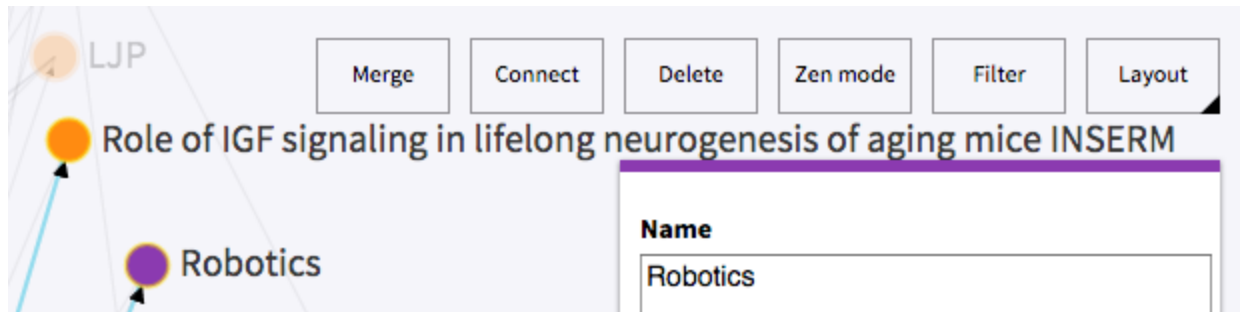 LJP
Merge Connect Delete Zen mode Filter Layout
Role of IGF signaling in lifelong neurogenesis of aging mice INSERM
Name
Robotics
Robotics